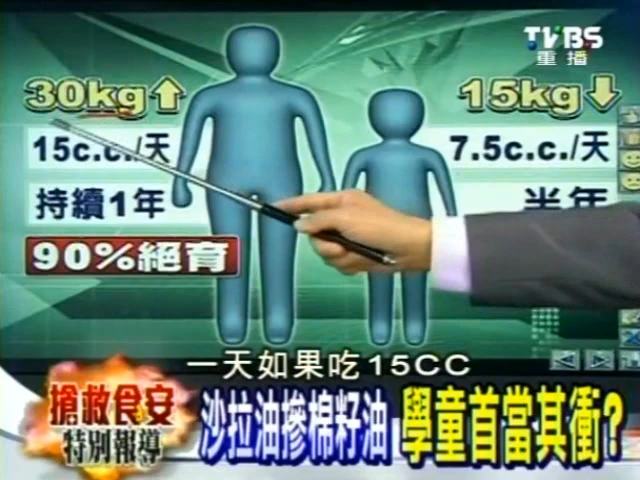 TVBS
重播
30kg↑
15kg↓
15c.c./天
7.5c.c./天
持續1年
半年
90%絕育
一天如果吃15CC
搶救食安
特別報導
沙拉油摻棉籽油 學童首當其衝?